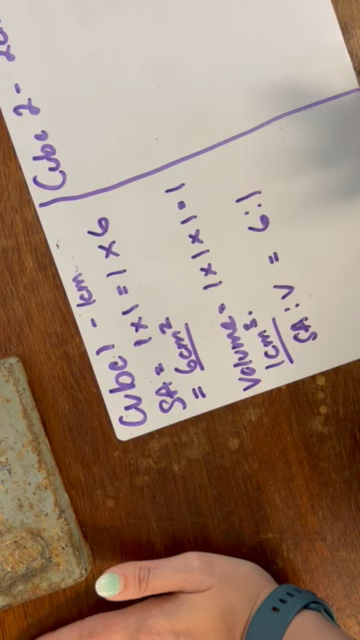 Cube 1 - 1cm
SA = 1 x 1 = 1 x 6
= 6cm2
Volume = 1 x 1 x 1 = 1
1cm3.
SA : V = 6:1
Cube 2 -